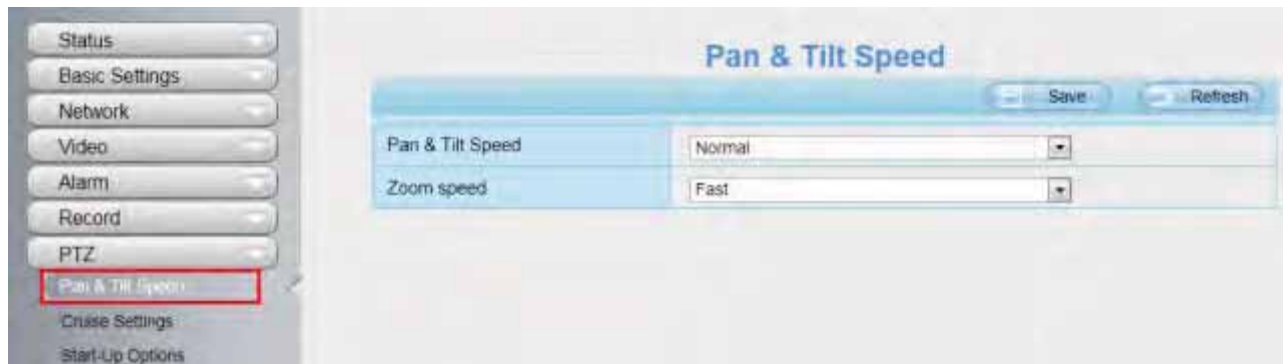 Status
Basic Settings
Network
Video
Alarm
Record
PTZ
Pan & Tilt Speed
Cruise Settings
Start-Up Options
Pan & Tilt Speed
Save
Refresh
Pan & Tilt Speed
Normal
Zoom speed
Fast